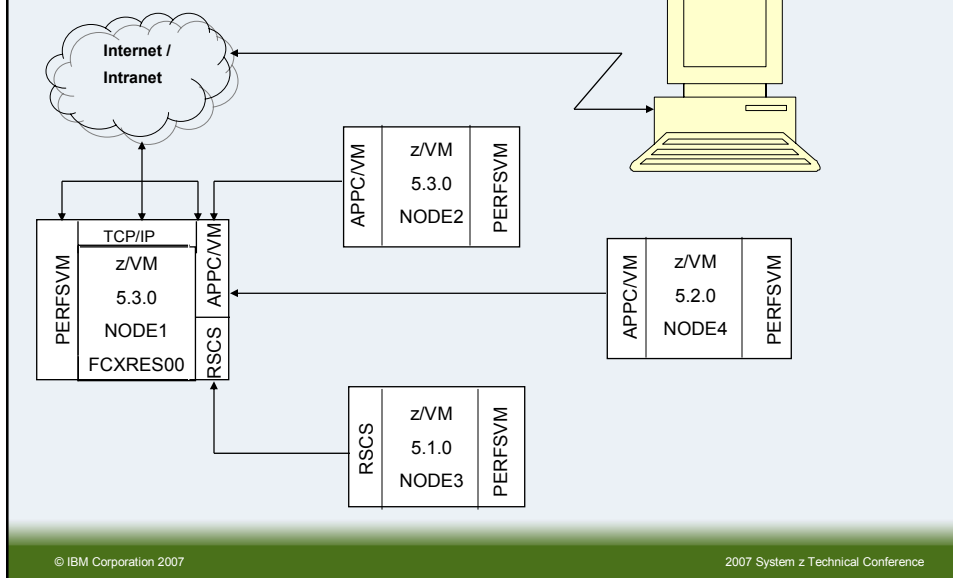 Internet /
Intranet
APPC/VM
z/VM
5.3.0
NODE2
PERFSVM
PERFSVM
TCP/IP
z/VM
5.3.0
NODE1
FCXRES00
APPC/VM
RSCS
APPC/VM
z/VM
5.2.0
NODE4
PERFSVM
RSCS
z/VM
5.1.0
NODE3
PERFSVM
© IBM Corporation 2007
2007 System z Technical Conference